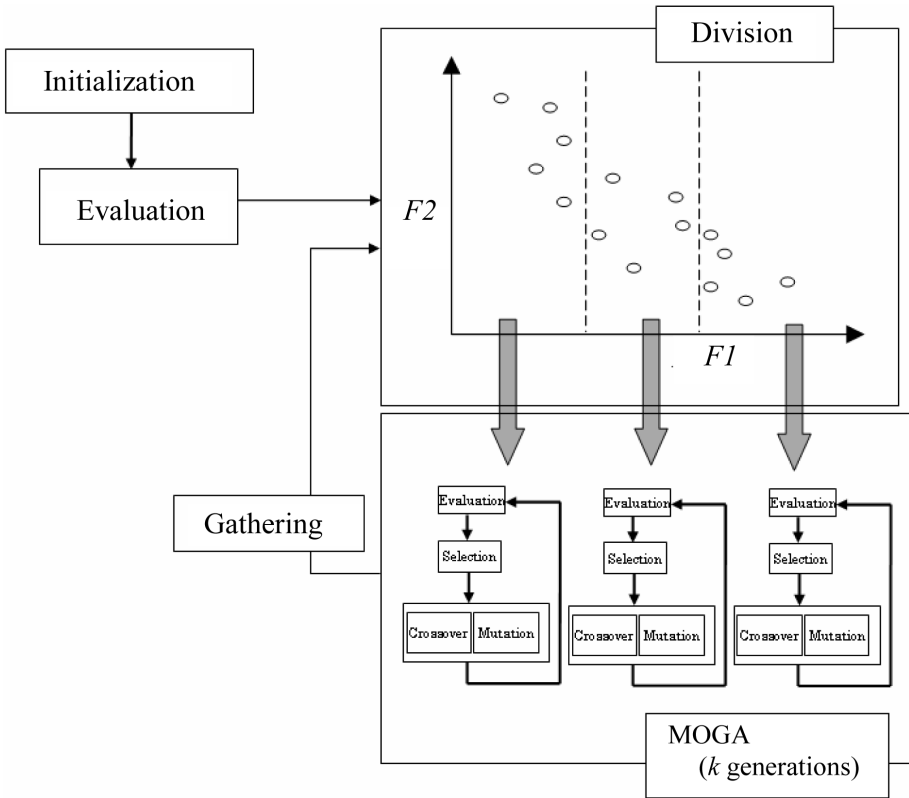 Division
Initialization
Evaluation
F2
F1
Gathering
Evaluation
Selection
Crossover
Mutation
Evaluation
Selection
Crossover
Mutation
Evaluation
Selection
Crossover
Mutation
MOGA
(k generations)